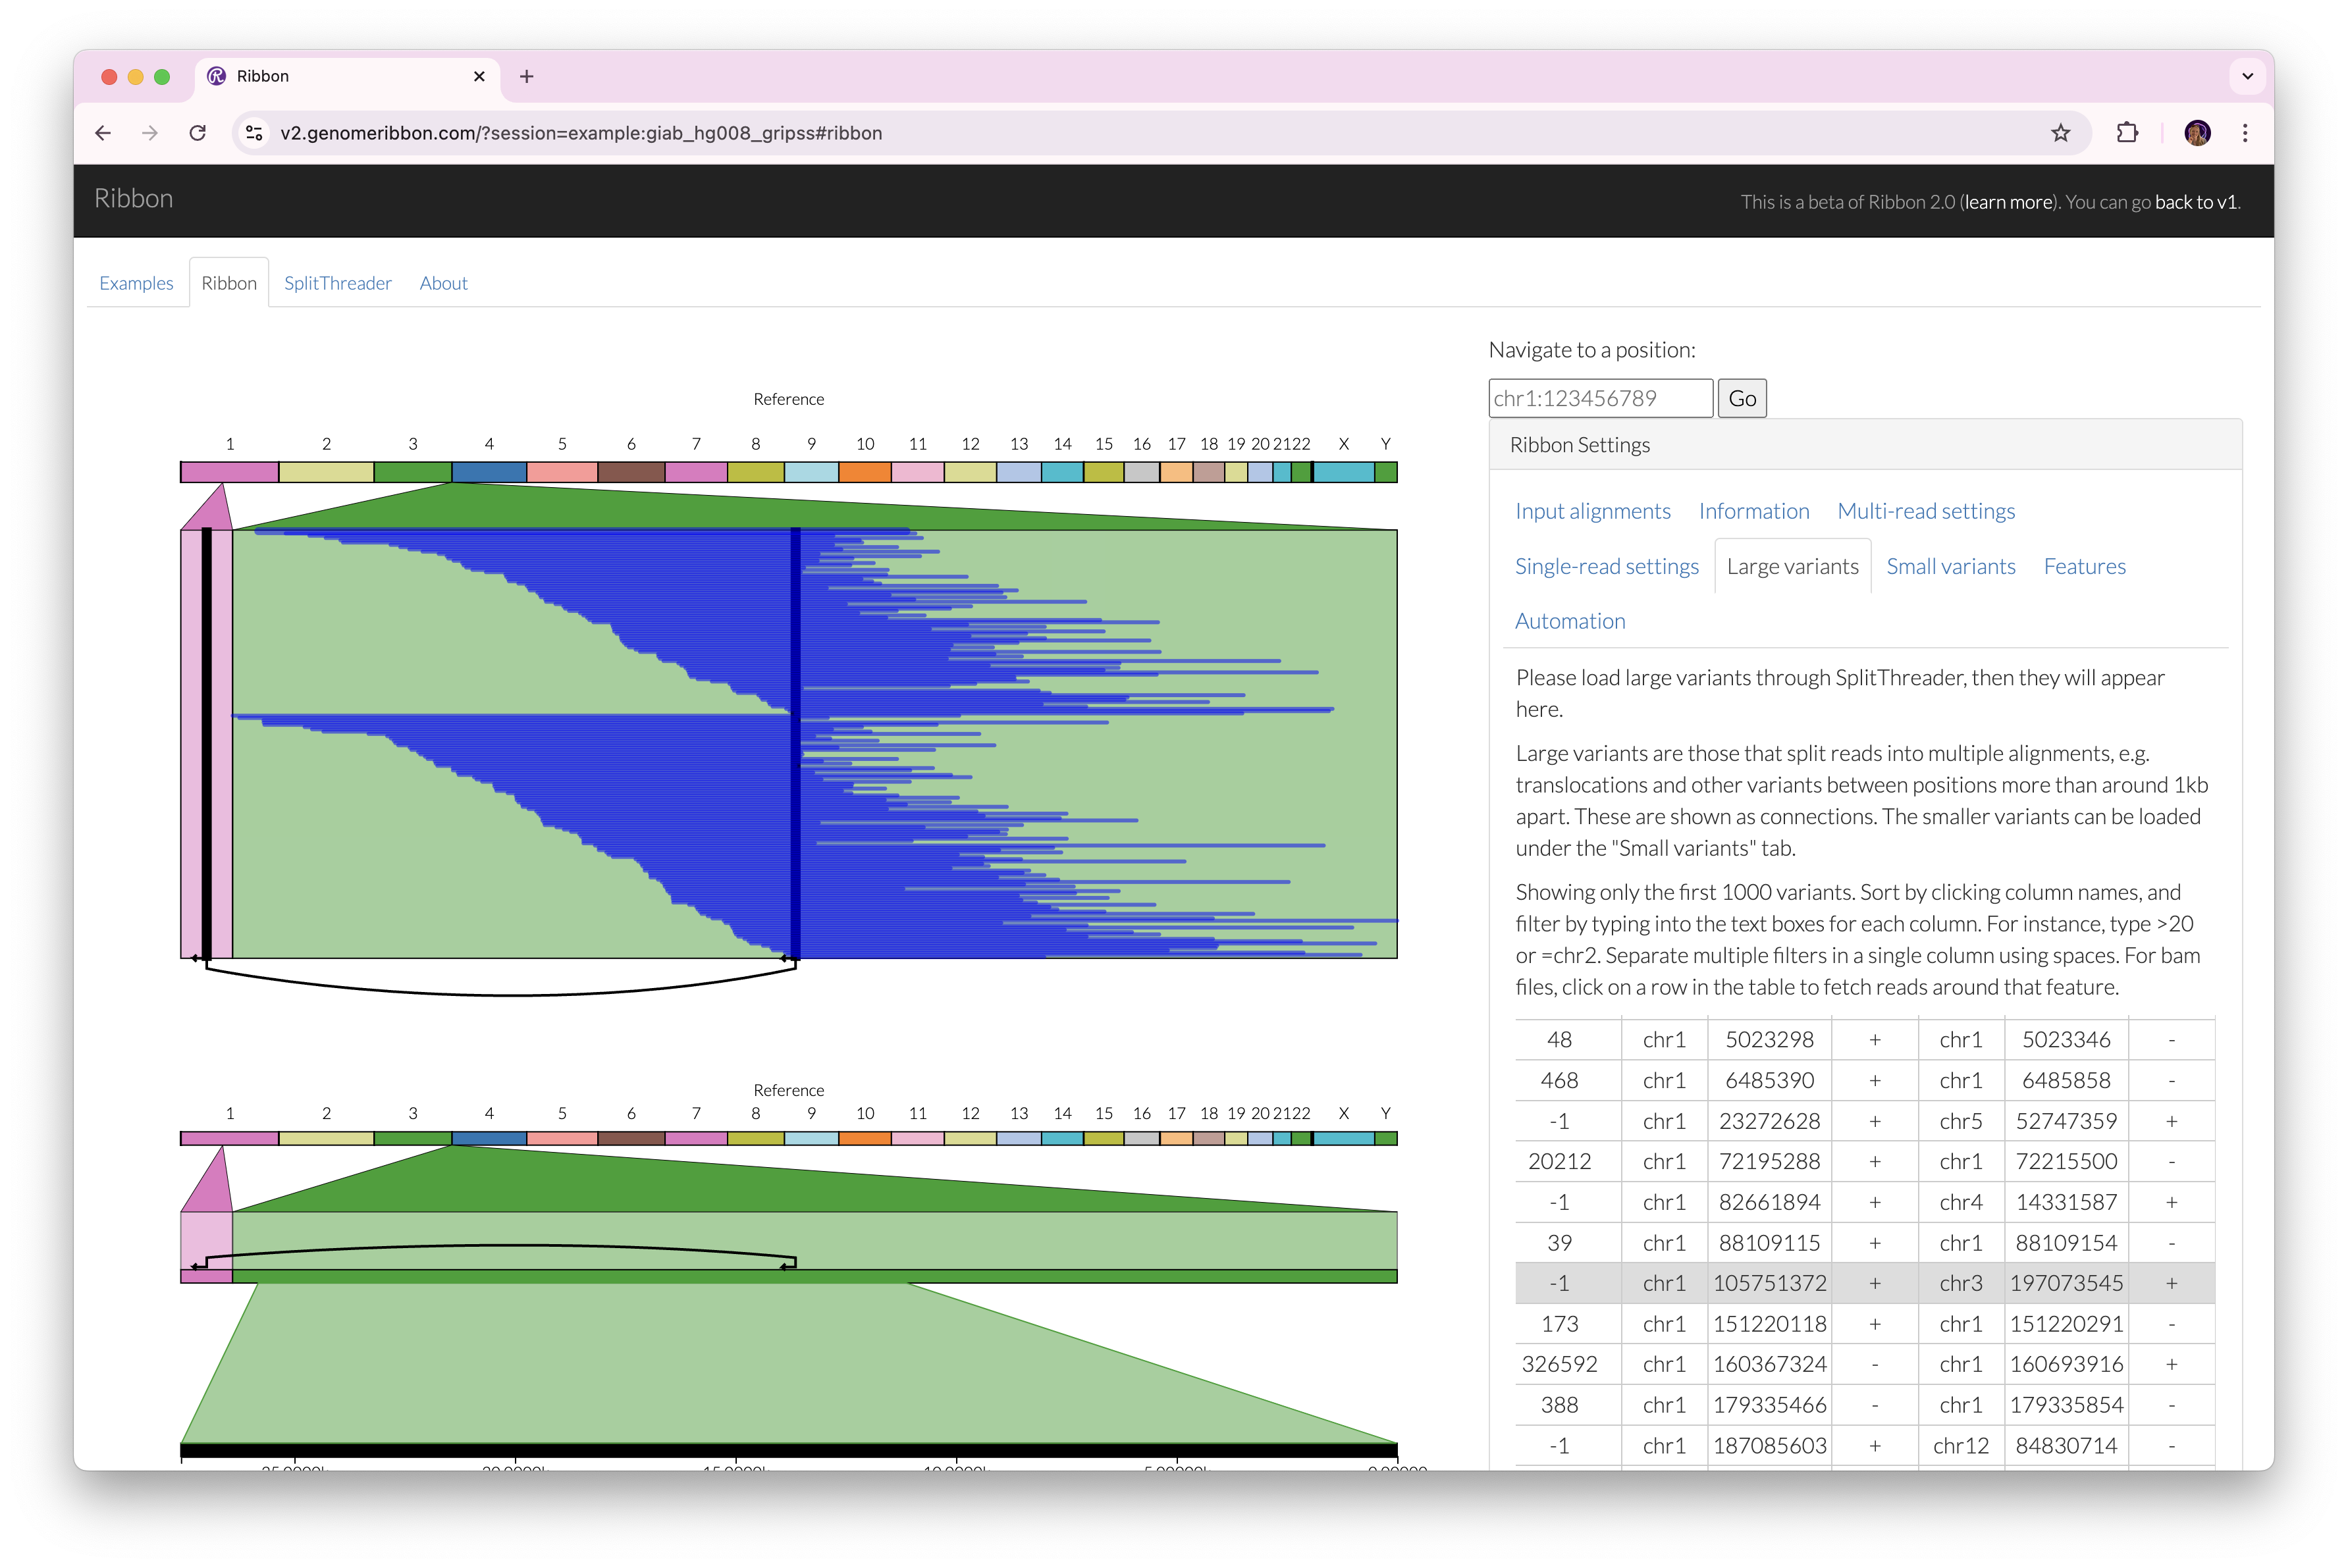 Ribbon
v2.genomeribbon.com/?session=example:giab_hg008_gripss#ribbon
Ribbon
This is a beta of Ribbon 2.0 (learn more). You can go back to v1.
Examples Ribbon SplitThreader About
Reference
1 2 3 4 5 6 7 8 9 10 11 12 13 14 15 16 17 18 19 20 21 22 X Y
Reference
1 2 3 4 5 6 7 8 9 10 11 12 13 14 15 16 17 18 19 20 21 22 X Y
Navigate to a position:
chr1:123456789 Go
Ribbon Settings
Input alignments Information Multi-read settings
Single-read settings Large variants Small variants Features
Automation
Please load large variants through SplitThreader, then they will appear
here.
Large variants are those that split reads into multiple alignments, e.g.
translocations and other variants between positions more than around 1kb
apart. These are shown as connections. The smaller variants can be loaded
under the "Small variants" tab.
Showing only the first 1000 variants. Sort by clicking column names, and
filter by typing into the text boxes for each column. For instance, type >20
or =chr2. Separate multiple filters in a single column using spaces. For bam
files, click on a row in the table to fetch reads around that feature.
48 chr1 5023298 + chr1 5023346 -
468 chr1 6485390 + chr1 6485858 -
-1 chr1 23272628 + chr5 52747359 +
20212 chr1 72195288 + chr1 72215500 -
-1 chr1 82661894 + chr4 14331587 +
39 chr1 88109115 + chr1 88109154 -
-1 chr1 105751372 + chr3 197073545 +
173 chr1 151220118 + chr1 151220291 -
326592 chr1 160367324 - chr1 160693916 +
388 chr1 179335466 - chr1 179335854 -
-1 chr1 187085603 + chr12 84830714 -